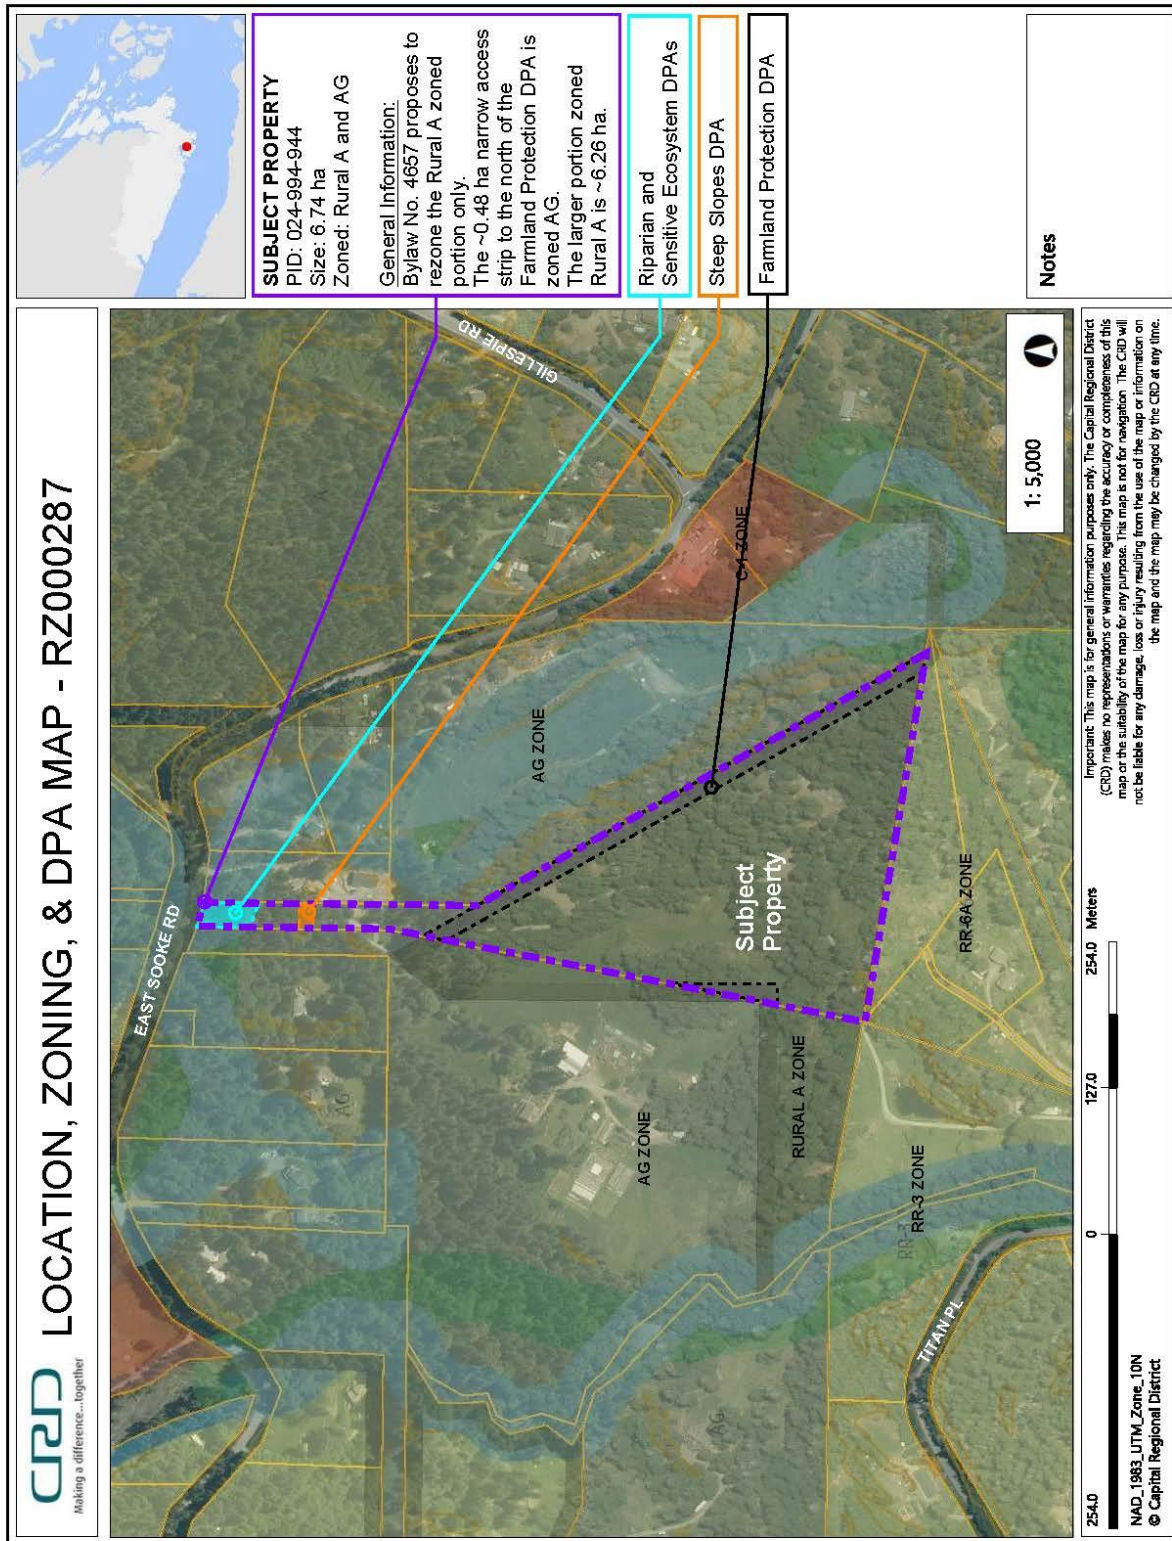 CRD
Making a difference...together
LOCATION, ZONING, & DPA MAP - RZ000287
SUBJECT PROPERTY
PID: 024-994-944
Size: 6.74 ha
Zoned: Rural A and AG
General Information:
Bylaw No. 4657 proposes to
rezone the Rural A zoned
portion only.
The ~0.48 ha narrow access
strip to the north of the
Farmland Protection DPA is
zoned AG.
The larger portion zoned
Rural A is ~6.26 ha.
Riparian and
Sensitive Ecosystem DPAs
Steep Slopes DPA
Farmland Protection DPA
EAST SOOKE RD
GILLESPIE RD
AG
AG ZONE
C-1 ZONE
AG ZONE
Subject
Property
RURAL A ZONE
RR-6A ZONE
RR-3
RR-3 ZONE
AG
TITAN PL
1: 5,000
Notes
254.0
0
127.0
254.0
Meters
NAD_1983_UTM_Zone_10N
© Capital Regional District
Important: This map is for general information purposes only. The Capital Regional District
(CRD) makes no representations or warranties regarding the accuracy or completeness of this
map or the suitability of the map for any purpose. This map is not for navigation. The CRD will
not be liable for any damage, loss or injury resulting from the use of the map or information on
the map and the map may be changed by the CRD at any time.